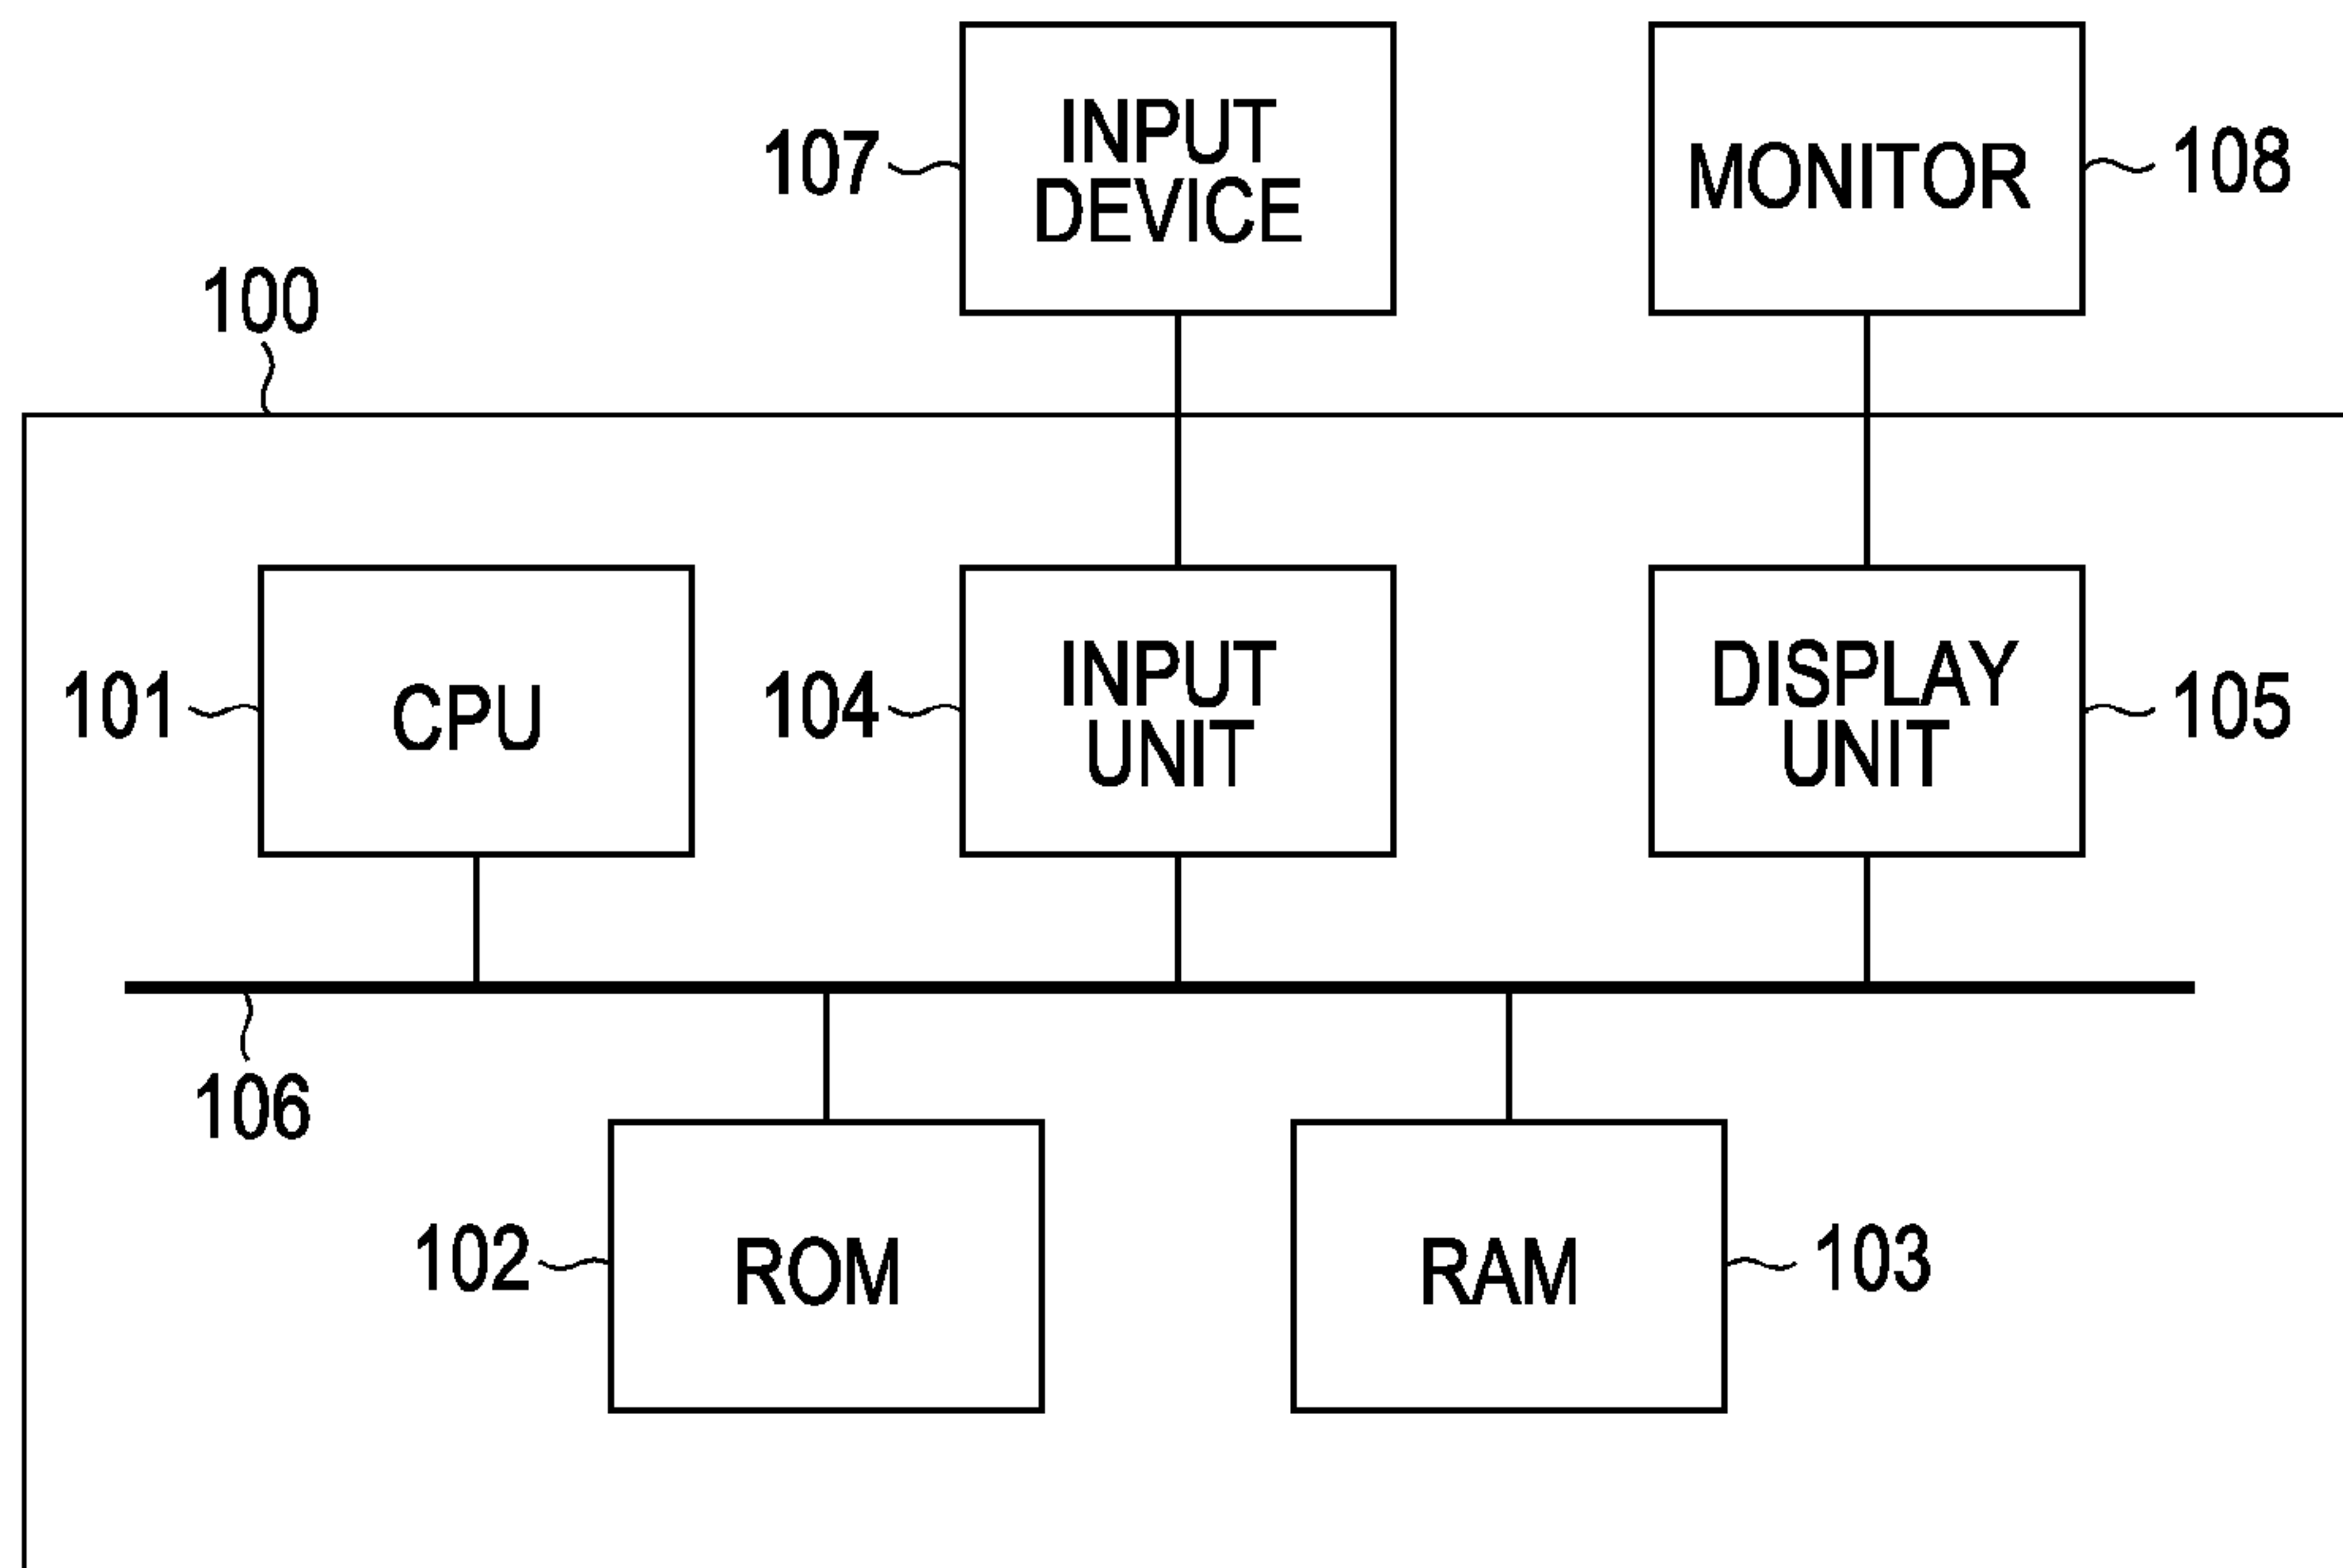 107
INPUT
DEVICE
MONITOR
108
100
101
CPU
104
INPUT
UNIT
DISPLAY
UNIT
105
106
102
ROM
RAM
103